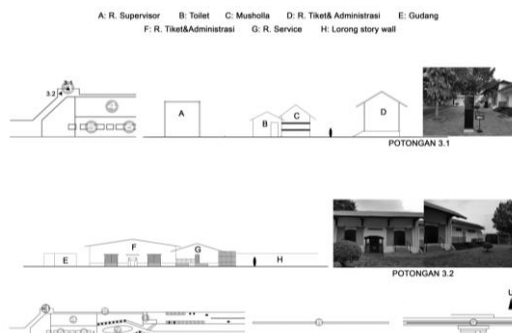 A: R. Supervisor B: Toilet C: Musholla D: R. Tiket& Administrasi E: Gudang
F: R. Tiket&Administrasi G: R. Service H: Lorong story wall
3.1
3.2
A
B
C
D
POTONGAN 3.1
E
F
G
H
POTONGAN 3.2
U